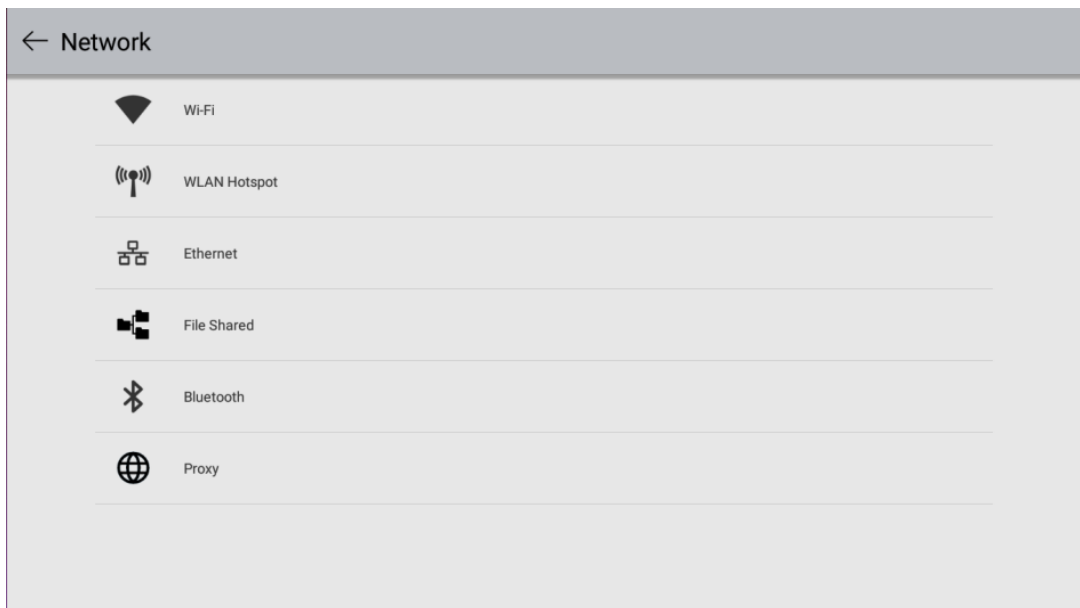 Network
Wi-Fi
WLAN Hotspot
Ethernet
File Shared
Bluetooth
Proxy